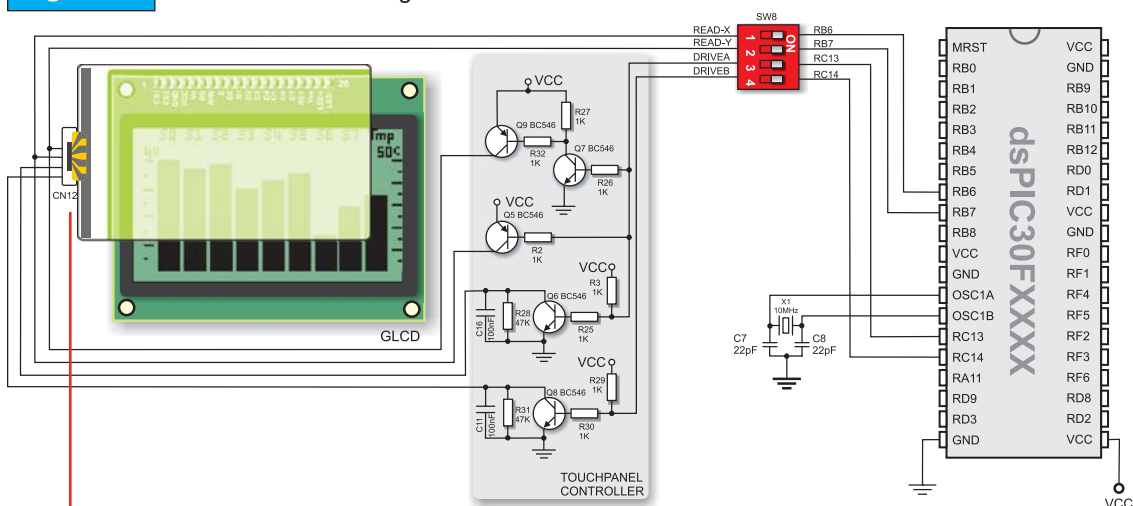 SW8
READ-X
READ-Y
DRIVEA
DRIVEB
ON
1
2
3
4
RB6
RB7
RC13
RC14
VCC
R27
1K
Q9 BC546
R32
1K
Q7 BC546
R26
1K
VCC
Q5 BC546
R2
1K
VCC
R3
1K
Q6 BC546
C16
100nF
R28
47K
R25
1K
VCC
R29
1K
Q8 BC546
C11
100nF
R31
47K
R30
1K
TOUCHPANEL
CONTROLLER
CN12
1
20
50C
GLCD
X1
10MHz
C7
22pF
C8
22pF
dsPIC30FXXXX
MRST
RB0
RB1
RB2
RB3
RB4
RB5
RB6
RB7
RB8
VCC
GND
OSC1A
OSC1B
RC13
RC14
RA11
RD9
RD3
GND
VCC
GND
RB9
RB10
RB11
RB12
RD0
RD1
VCC
GND
RF0
RF1
RF4
RF5
RF2
RF3
RF6
RD8
RD2
VCC
VCC